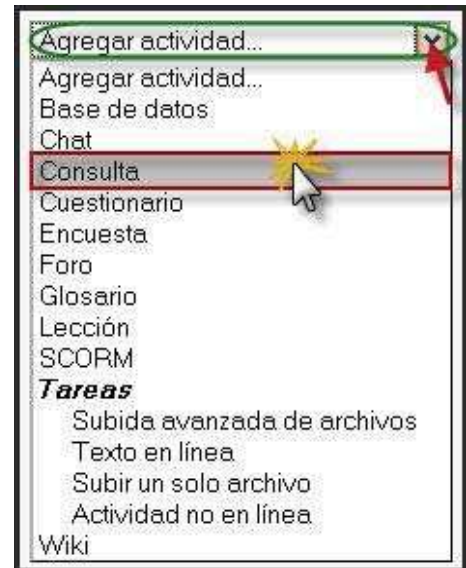 Agregar actividad...
Agregar actividad...
Base de datos
Chat
Consulta
Cuestionario
Encuesta
Foro
Glosario
Lección
SCORM
Tareas
Subida avanzada de archivos
Texto en línea
Subir un solo archivo
Actividad no en línea
Wiki